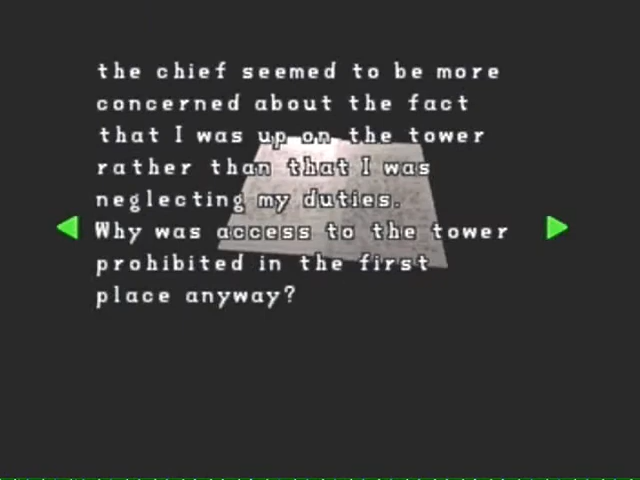 the chief seemed to be more
concerned about the fact
that I was up on the tower
rather than that I was
neglecting my duties.
Why was access to the tower
prohibited in the first
place anyway?